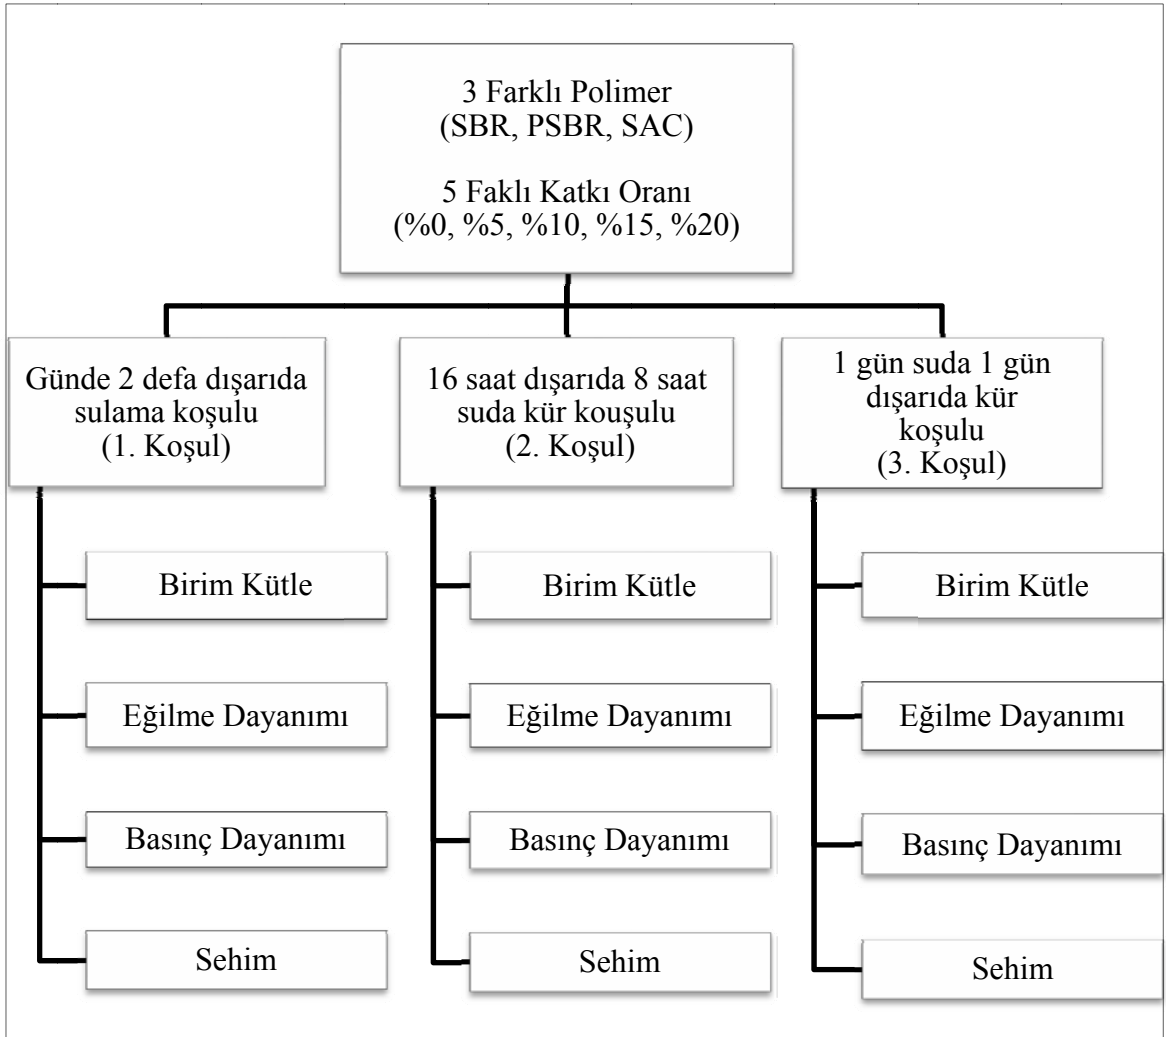 3 Farklı Polimer
(SBR, PSBR, SAC)
5 Faklı Katkı Oranı
(%0, %5, %10, %15, %20)
Günde 2 defa dışarıda
sulama koşulu
(1. Koşul)
Birim Kütle
Eğilme Dayanımı
Basınç Dayanımı
Sehim
16 saat dışarıda 8 saat
suda kür kouşulu
(2. Koşul)
Birim Kütle
Eğilme Dayanımı
Basınç Dayanımı
Sehim
1 gün suda 1 gün
dışarıda kür
koşulu
(3. Koşul)
Birim Kütle
Eğilme Dayanımı
Basınç Dayanımı
Sehim